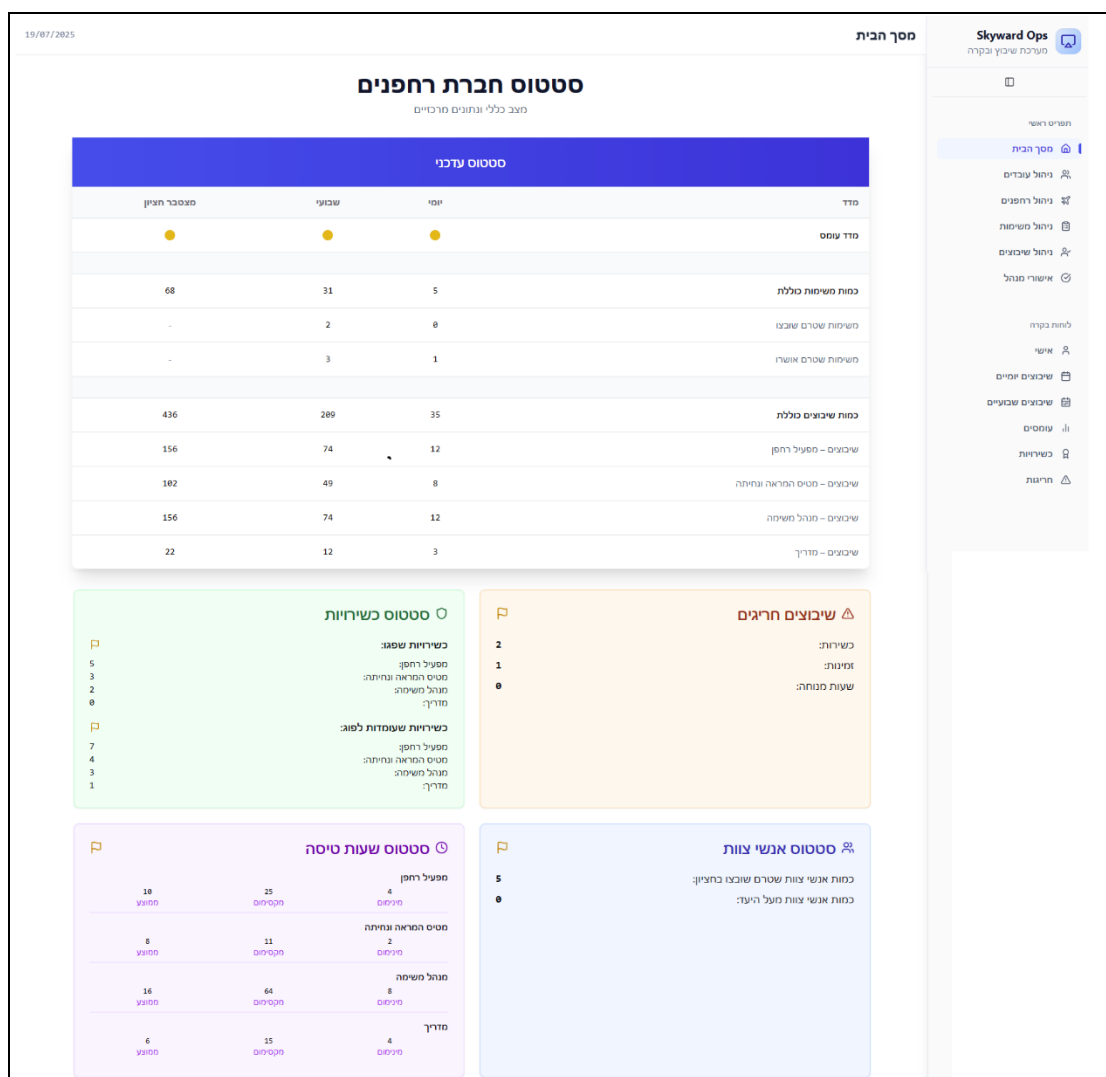 Skyward Ops
מערכת שיבוץ ובקרה
תפריט ראשי
מסך הבית
ניהול עובדים
ניהול רחפנים
ניהול משימות
ניהול שיבוצים
אישורי מנהל
לוחות בקרה
אישי
שיבוצים יומיים
שיבוצים שבועיים
עומסים
כשירויות
חריגות
מסך הבית 19/07/2025
סטטוס חברת רחפנים
מצב כללי ונתונים מרכזיים
סטטוס עדכני
מדד יומי שבועי מצטבר חציון
מדד עומס
כמות משימות כוללת 5 31 68
משימות שטרם שובצו 0 2 -
משימות שטרם אושרו 1 3 -
כמות שיבוצים כוללת 35 209 436
שיבוצים – מפעיל רחפן 12 74 156
שיבוצים – מטיס המראה ונחיתה 8 49 102
שיבוצים – מנהל משימה 12 74 156
שיבוצים – מדריך 3 12 22
שיבוצים חריגים
כשירות: 2
זמינות: 1
שעות מנוחה: 0
סטטוס כשירויות
כשירויות שפגו:
מפעיל רחפן: 5
מטיס המראה ונחיתה: 3
מנהל משימה: 2
מדריך: 0
כשירויות שעומדות לפוג:
מפעיל רחפן: 7
מטיס המראה ונחיתה: 4
מנהל משימה: 3
מדריך: 1
סטטוס אנשי צוות
כמות אנשי צוות שטרם שובצו בחציון: 5
כמות אנשי צוות מעל היעד: 0
סטטוס שעות טיסה
מפעיל רחפן
4 25 10
מינימום מקסימום ממוצע
מטיס המראה ונחיתה
2 11 8
מינימום מקסימום ממוצע
מנהל משימה
8 64 16
מינימום מקסימום ממוצע
מדריך
4 15 6
מינימום מקסימום ממוצע